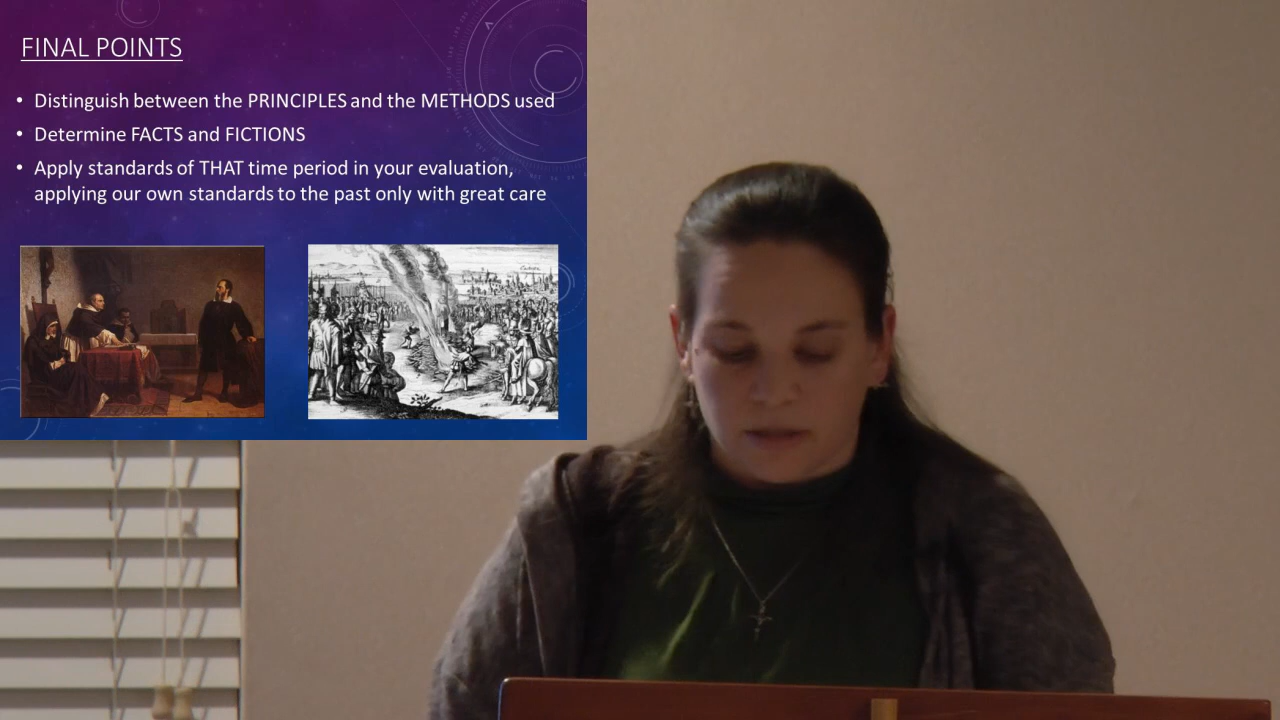 FINAL POINTS
• Distinguish between the PRINCIPLES and the METHODS used
• Determine FACTS and FICTIONS
• Apply standards of THAT time period in your evaluation,
applying our own standards to the past only with great care